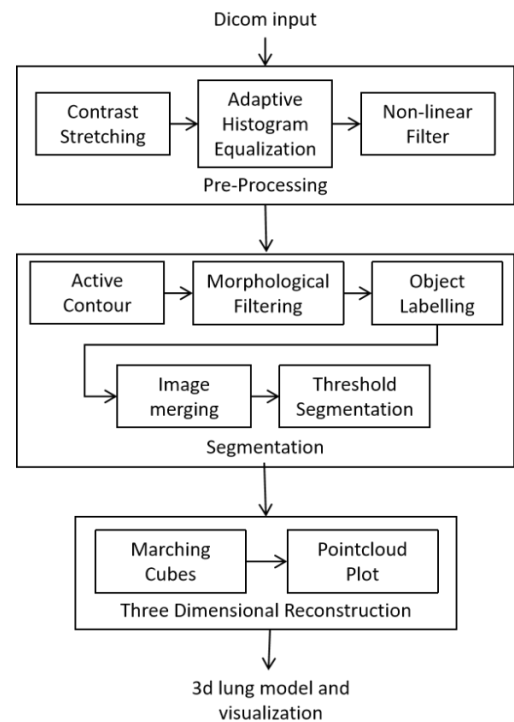 Dicom input
Contrast
Stretching
Adaptive
Histogram
Equalization
Non-linear
Filter
Pre-Processing
Active
Contour
Morphological
Filtering
Object
Labelling
Image
merging
Threshold
Segmentation
Segmentation
Marching
Cubes
Pointcloud
Plot
Three Dimensional Reconstruction
3d lung model and
visualization